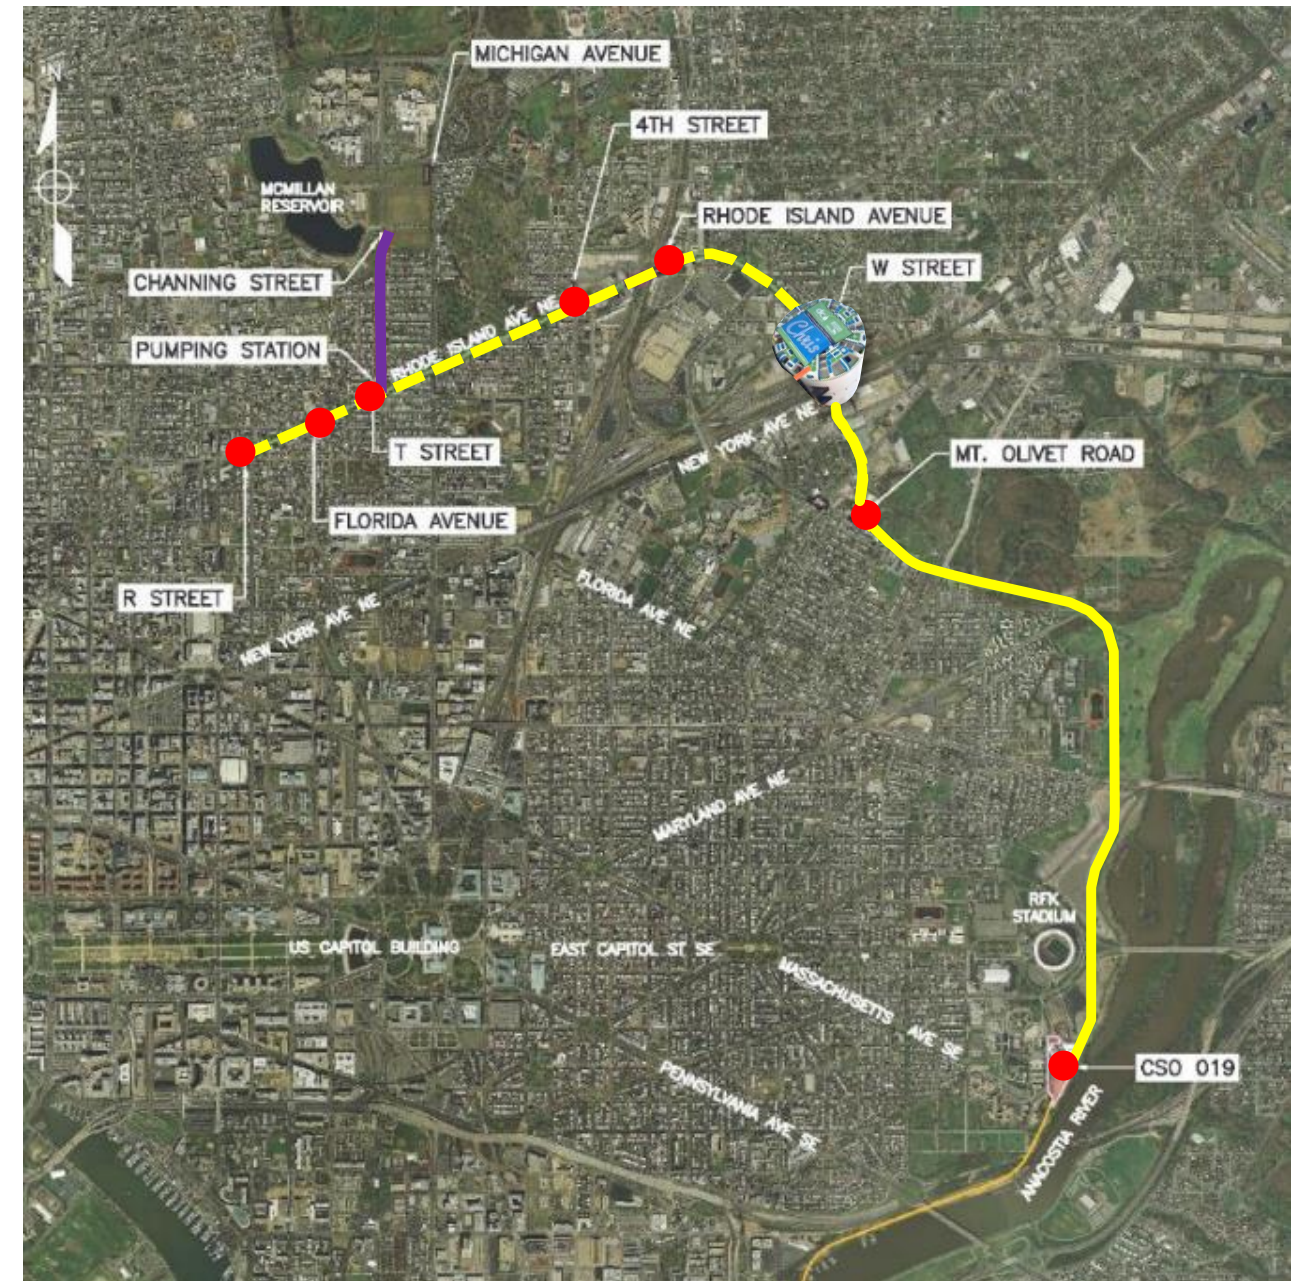 N
MICHIGAN AVENUE
4TH STREET
MCMILLAN
RESERVOIR
RHODE ISLAND AVENUE
W STREET
CHANNING STREET
PUMPING STATION
RHODE ISLAND AVE NE
Chris
T STREET
NEW YORK AVE NE
MT. OLIVET ROAD
FLORIDA AVENUE
R STREET
FLORIDA AVE NE
NEW YORK AVE NE
MARYLAND AVE NE
RFK
STADIUM
US CAPITOL BUILDING
EAST CAPITOL ST SE
MASSACHUSETTS AVE SE
PENNSYLVANIA AVE SE
CSO 019
ANACOSTIA RIVER